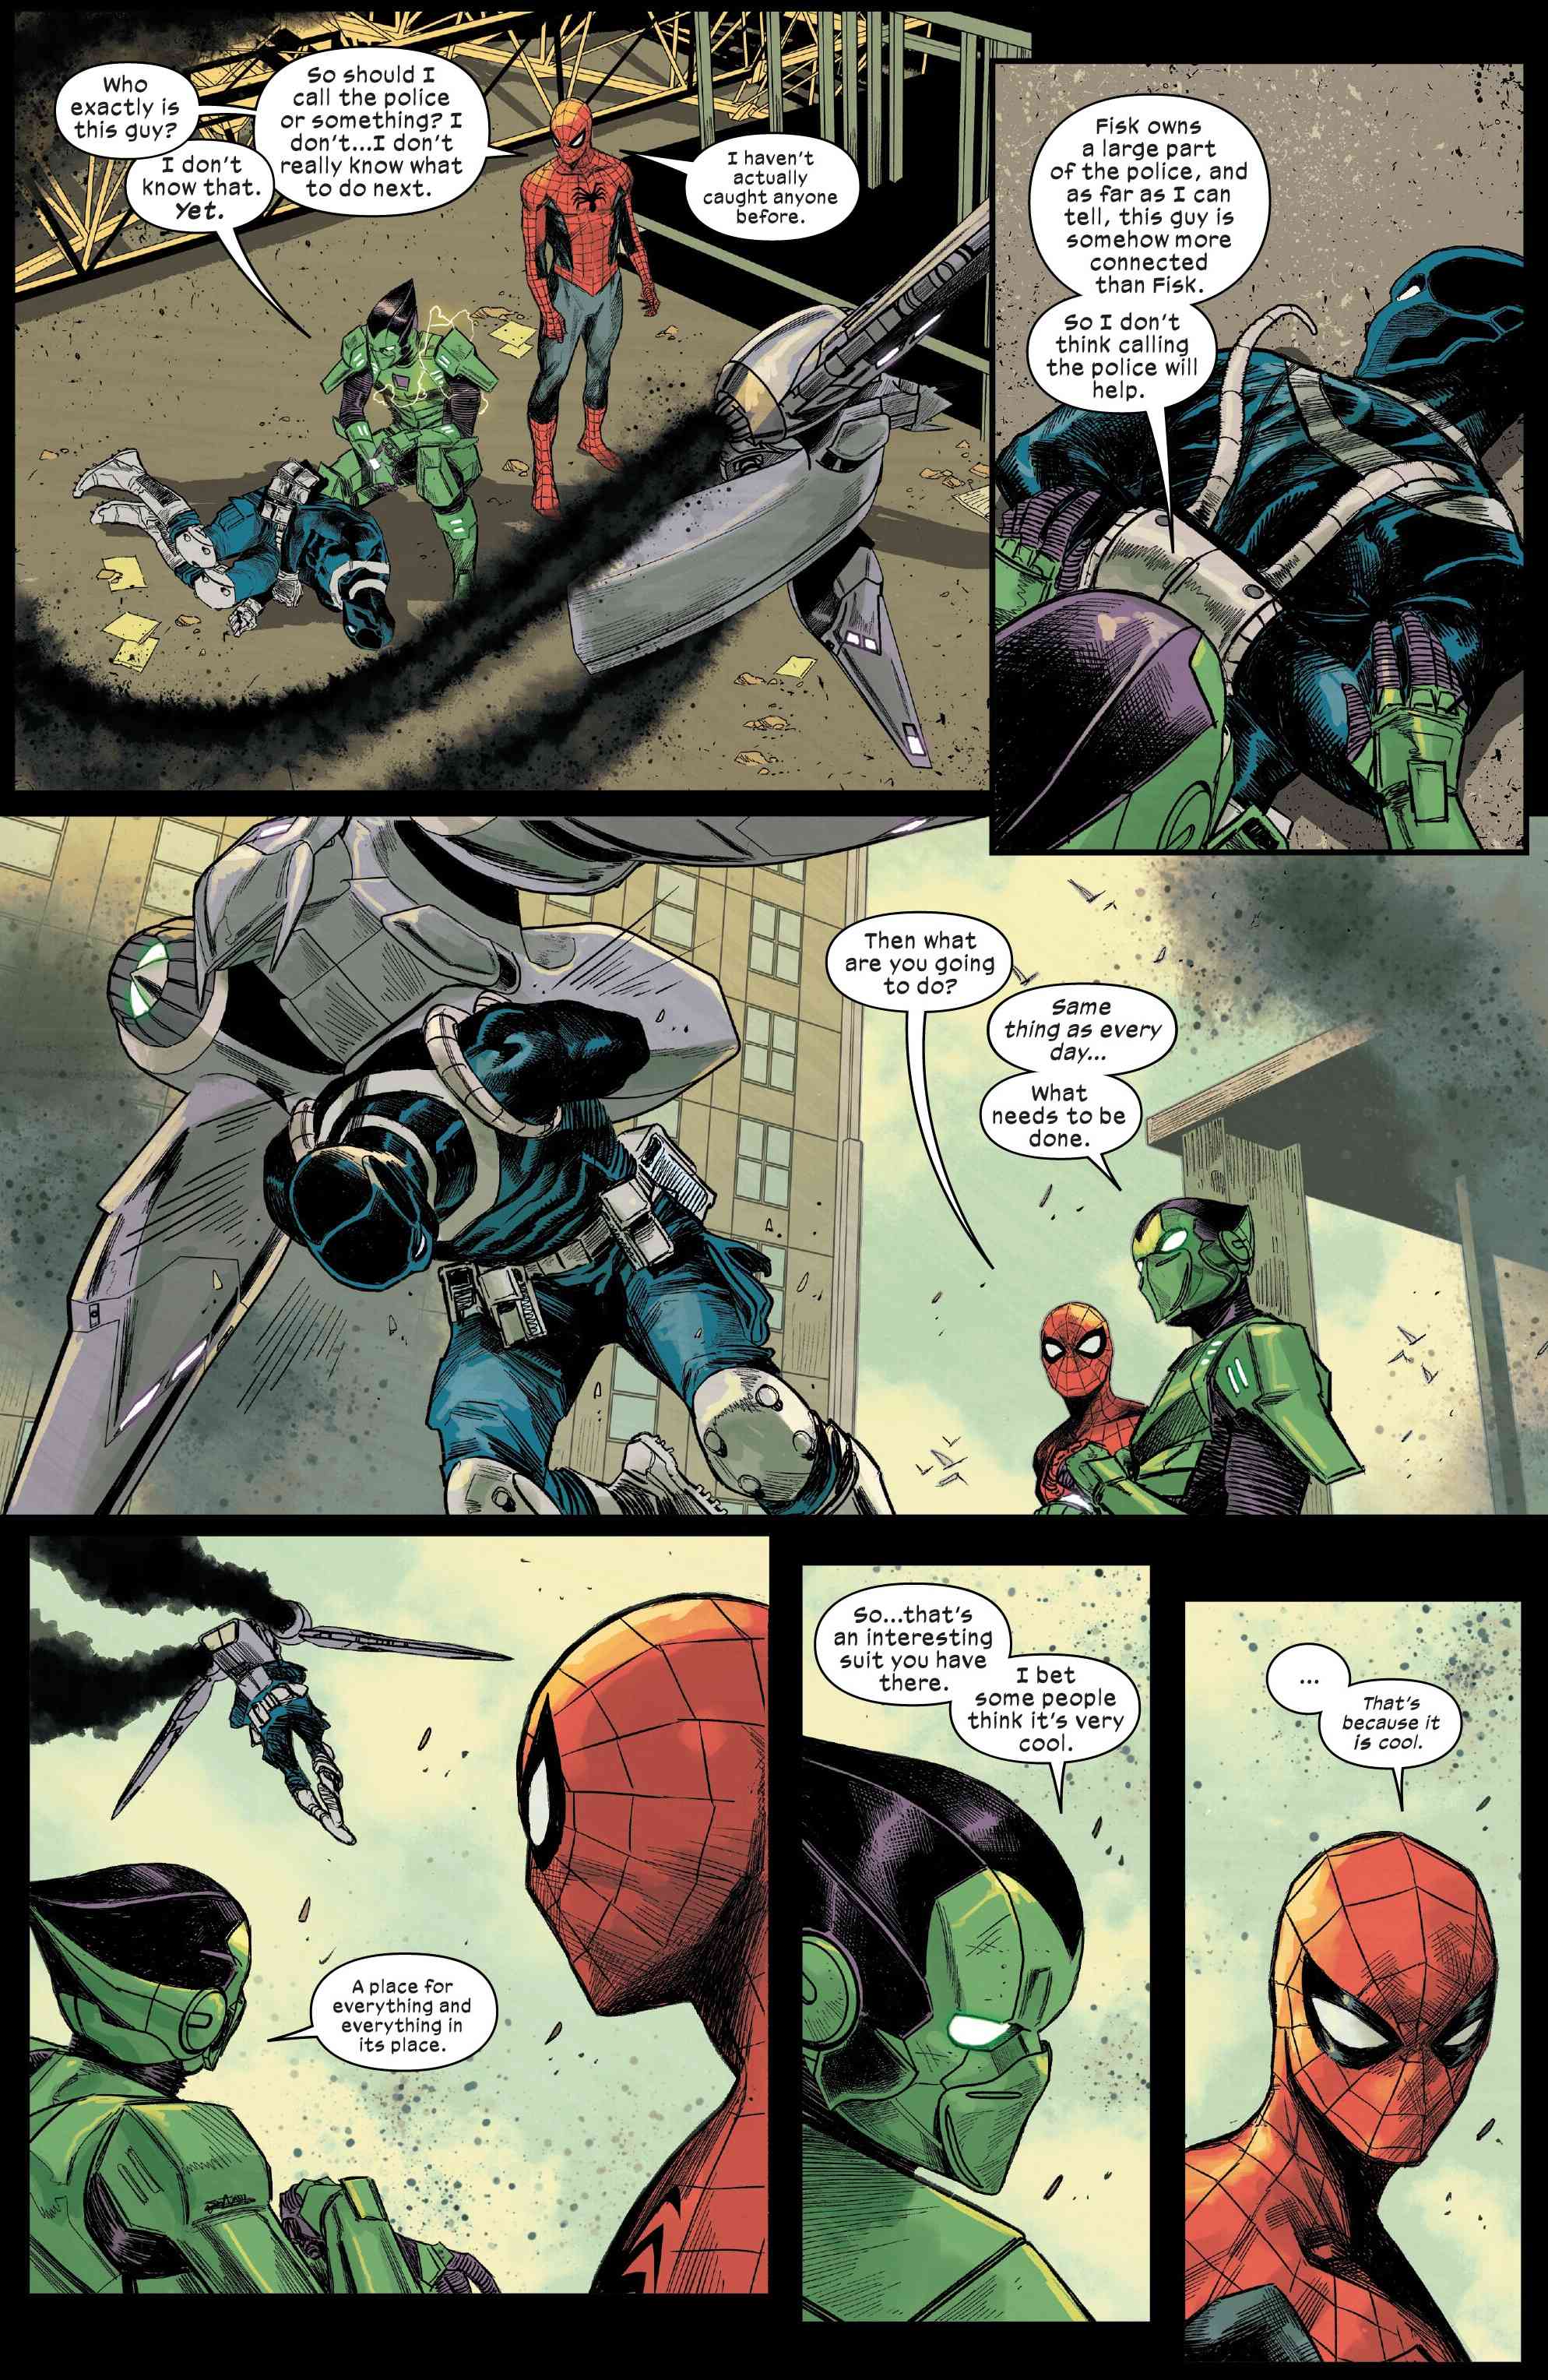 Who
exactly is
this guy?
So should I
call the police
or something? I
don't...I don't
really know what
to do next.
I don't
know that.
Yet.
I haven't
actually
caught anyone
before.
Fisk owns
a large part
of the police, and
as far as I can
tell, this guy is
somehow more
connected
than Fisk.
So I don't
think calling
the police will
help.
Then what
are you going
to do?
Same
thing as every
day...
What
needs to be
done.
A place for
everything and
everything in
its place.
So...that's
an interesting
suit you have
there.
I bet
some people
think it's very
cool.
...
That's
because it
is cool.